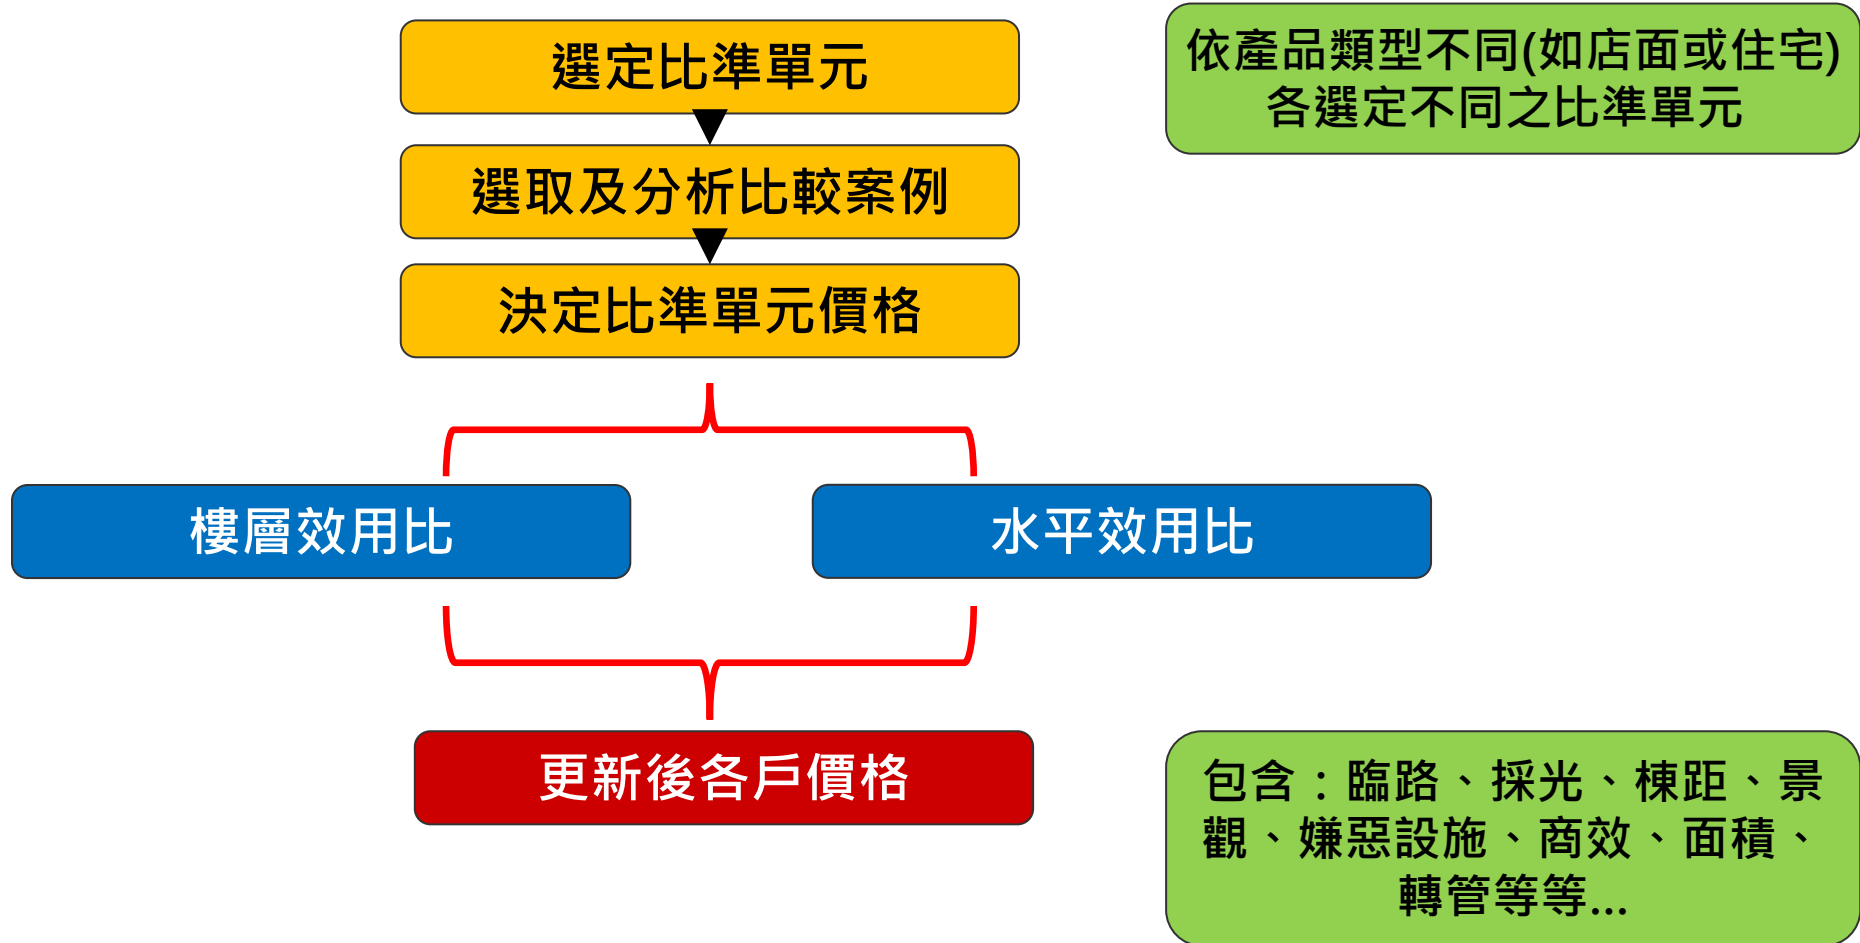 選定比準單元
依產品類型不同(如店面或住宅)
各選定不同之比準單元
選取及分析比較案例
決定比準單元價格
樓層效用比
水平效用比
更新後各戶價格
包含：臨路、採光、棟距、景
觀、嫌惡設施、商效、面積、
轉管等等...